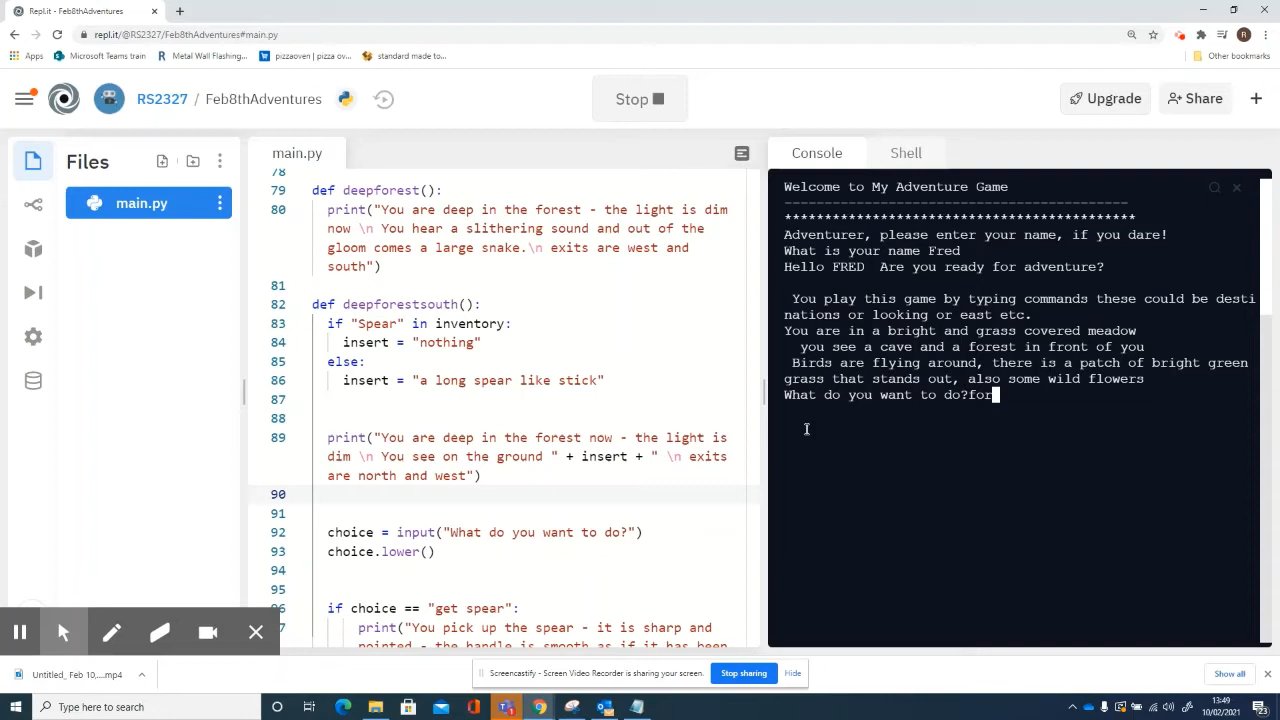 Repl.it - Feb8thAdventures
repl.it/@RS2327/Feb8thAdventures#main.py
R
Apps
Microsoft Teams train
Metal Wall Flashing...
pizzaoven | pizza ov...
standard made to...
Other bookmarks
RS2327 / Feb8thAdventures
Stop
Upgrade
Share
Files
main.py
main.py
78
79 def deepforest():
80 print("You are deep in the forest - the light is dim
now \n You hear a slithering sound and out of the
gloom comes a large snake.\n exits are west and
south")
81
82 def deepforestsouth():
83 if "Spear" in inventory:
84 insert = "nothing"
85 else:
86 insert = "a long spear like stick"
87
88
89 print("You are deep in the forest now - the light is
dim \n You see on the ground " + insert + " \n exits
are north and west")
90
91
92 choice = input("What do you want to do?")
93 choice.lower()
94
95
96 if choice == "get spear":
7 print("You pick up the spear - it is sharp and
pointed - the handle is smooth as if it has been
Console
Shell
Welcome to My Adventure Game
-------------------------------------------
********************************************
Adventurer, please enter your name, if you dare!
What is your name Fred
Hello FRED  Are you ready for adventure?
You play this game by typing commands these could be desti
nations or looking or east etc.
You are in a bright and grass covered meadow
you see a cave and a forest in front of you
Birds are flying around, there is a patch of bright green
grass that stands out, also some wild flowers
What do you want to do?for
Untitled_ Feb 10,....mp4
Screencastify - Screen Video Recorder is sharing your screen.
Stop sharing
Hide
Show all
Type here to search
13:49
10/02/2021
23